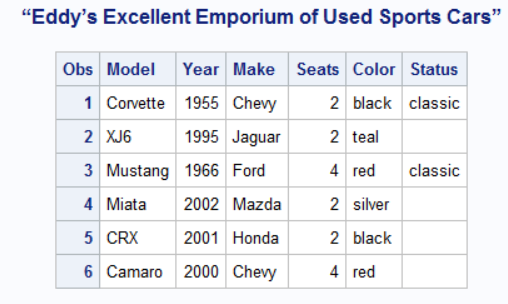 “Eddy’s Excellent Emporium of Used Sports Cars”
Obs Model Year Make Seats Color Status
1 Corvette 1955 Chevy 2 black classic
2 XJ6 1995 Jaguar 2 teal
3 Mustang 1966 Ford 4 red classic
4 Miata 2002 Mazda 2 silver
5 CRX 2001 Honda 2 black
6 Camaro 2000 Chevy 4 red